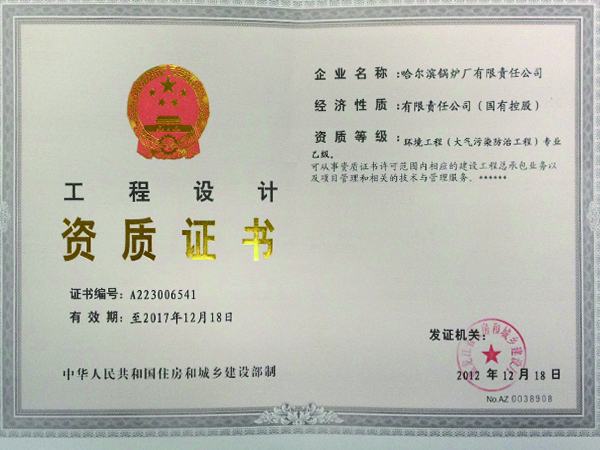 工程设计
资质证书
证书编号：A223006541
有 效 期：至2017年12月18日
中华人民共和国住房和城乡建设部制
企 业 名 称：哈尔滨锅炉厂有限责任公司
经 济 性 质：有限责任公司（国有控股）
资 质 等 级：环境工程（大气污染防治工程）专业
乙级。
可从事资质证书许可范围内相应的建设工程总承包业务以
及项目管理和相关的技术与管理服务。******
发证机关：
2012 年 12 月 18 日
No.AZ 0038908